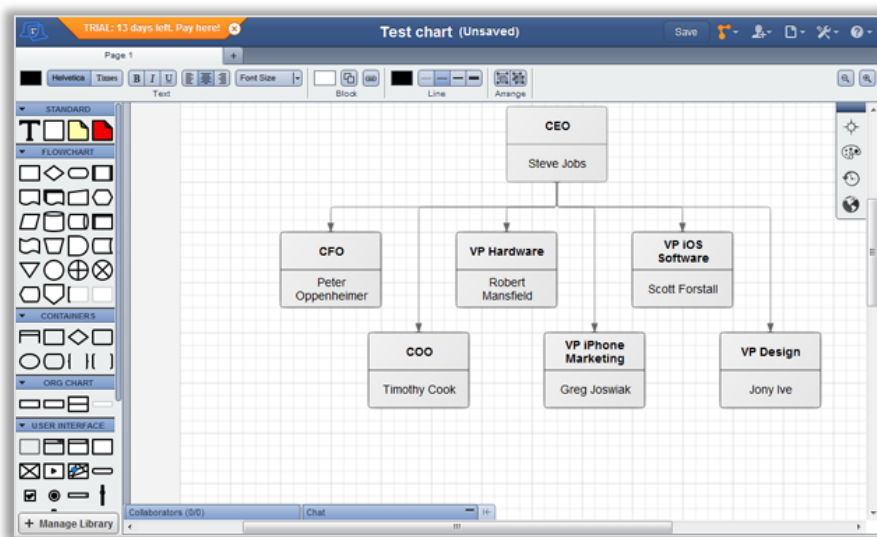 TRIAL: 13 days left. Pay here!
Test chart (Unsaved)
Save
Page 1
+
Helvetica Times B I U Font Size
Text Block Line Arrange
STANDARD
T
FLOWCHART
CONTAINERS
ORG CHART
USER INTERFACE
+ Manage Library
CEO
Steve Jobs
CFO
Peter
Oppenheimer
VP Hardware
Robert
Mansfield
VP iOS
Software
Scott Forstall
COO
Timothy Cook
VP iPhone
Marketing
Greg Joswiak
VP Design
Jony Ive
Collaborators (0/0)
Chat